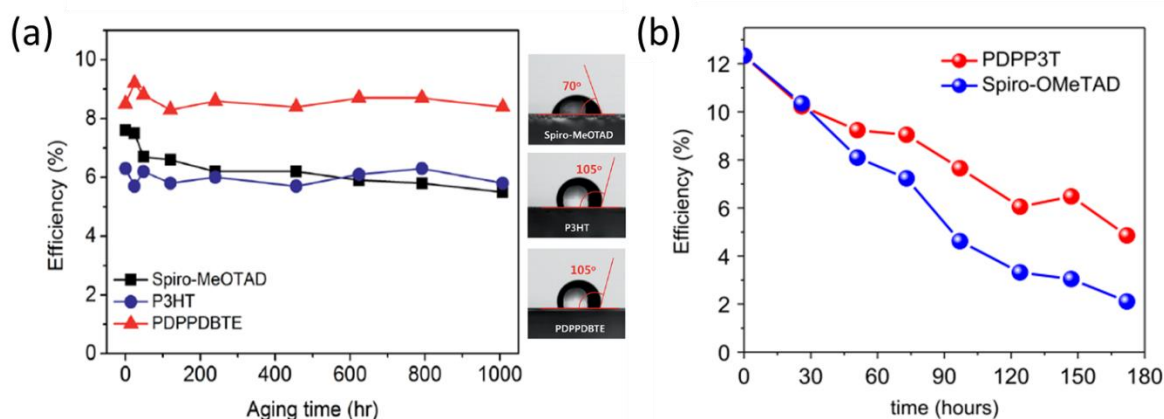 (a)
Efficiency (%)
10
8
6
4
2
0
0 200 400 600 800 1000
Aging time (hr)
Spiro-MeOTAD
P3HT
PDPPDBTE
70°
Spiro-MeOTAD
105°
P3HT
105°
PDPPDBTE
(b)
Efficiency (%)
12
10
8
6
4
2
0
0 30 60 90 120 150 180
time (hours)
PDPP3T
Spiro-OMeTAD